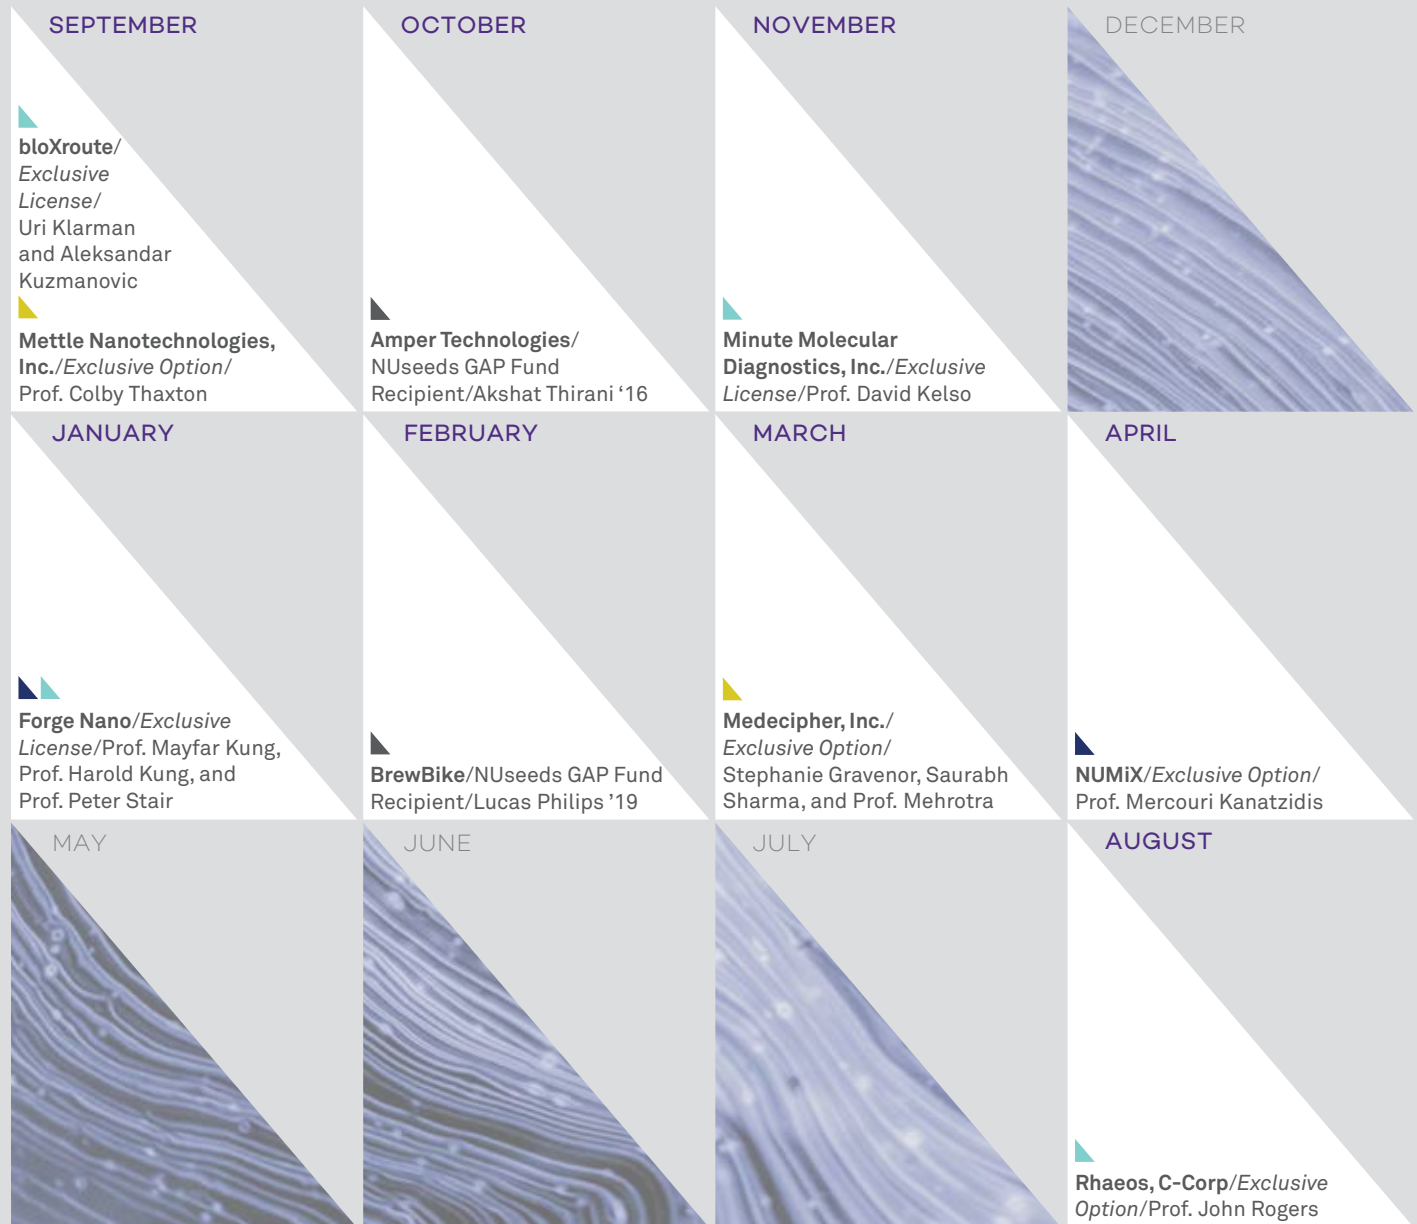 SEPTEMBER
bloXroute/
Exclusive
License/
Uri Klarman
and Aleksandar
Kuzmanovic
Mettle Nanotechnologies,
Inc./Exclusive Option/
Prof. Colby Thaxton
OCTOBER
Amper Technologies/
NUseeds GAP Fund
Recipient/Akshat Thirani ‘16
NOVEMBER
Minute Molecular
Diagnostics, Inc./Exclusive
License/Prof. David Kelso
DECEMBER
JANUARY
Forge Nano/Exclusive
License/Prof. Mayfar Kung,
Prof. Harold Kung, and
Prof. Peter Stair
FEBRUARY
BrewBike/NUseeds GAP Fund
Recipient/Lucas Philips ’19
MARCH
Medecipher, Inc./
Exclusive Option/
Stephanie Gravenor, Saurabh
Sharma, and Prof. Mehrotra
APRIL
NUMiX/Exclusive Option/
Prof. Mercouri Kanatzidis
MAY
JUNE
JULY
AUGUST
Rhaeos, C-Corp/Exclusive
Option/Prof. John Rogers